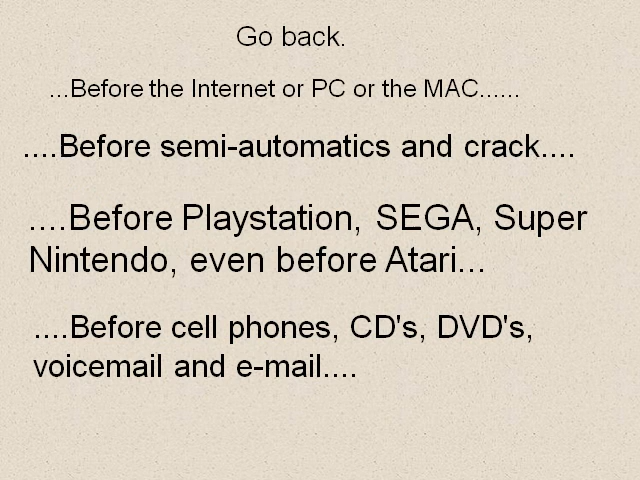 Go back.
...Before the Internet or PC or the MAC......
....Before semi-automatics and crack....
....Before Playstation, SEGA, Super
Nintendo, even before Atari...
....Before cell phones, CD's, DVD's,
voicemail and e-mail....